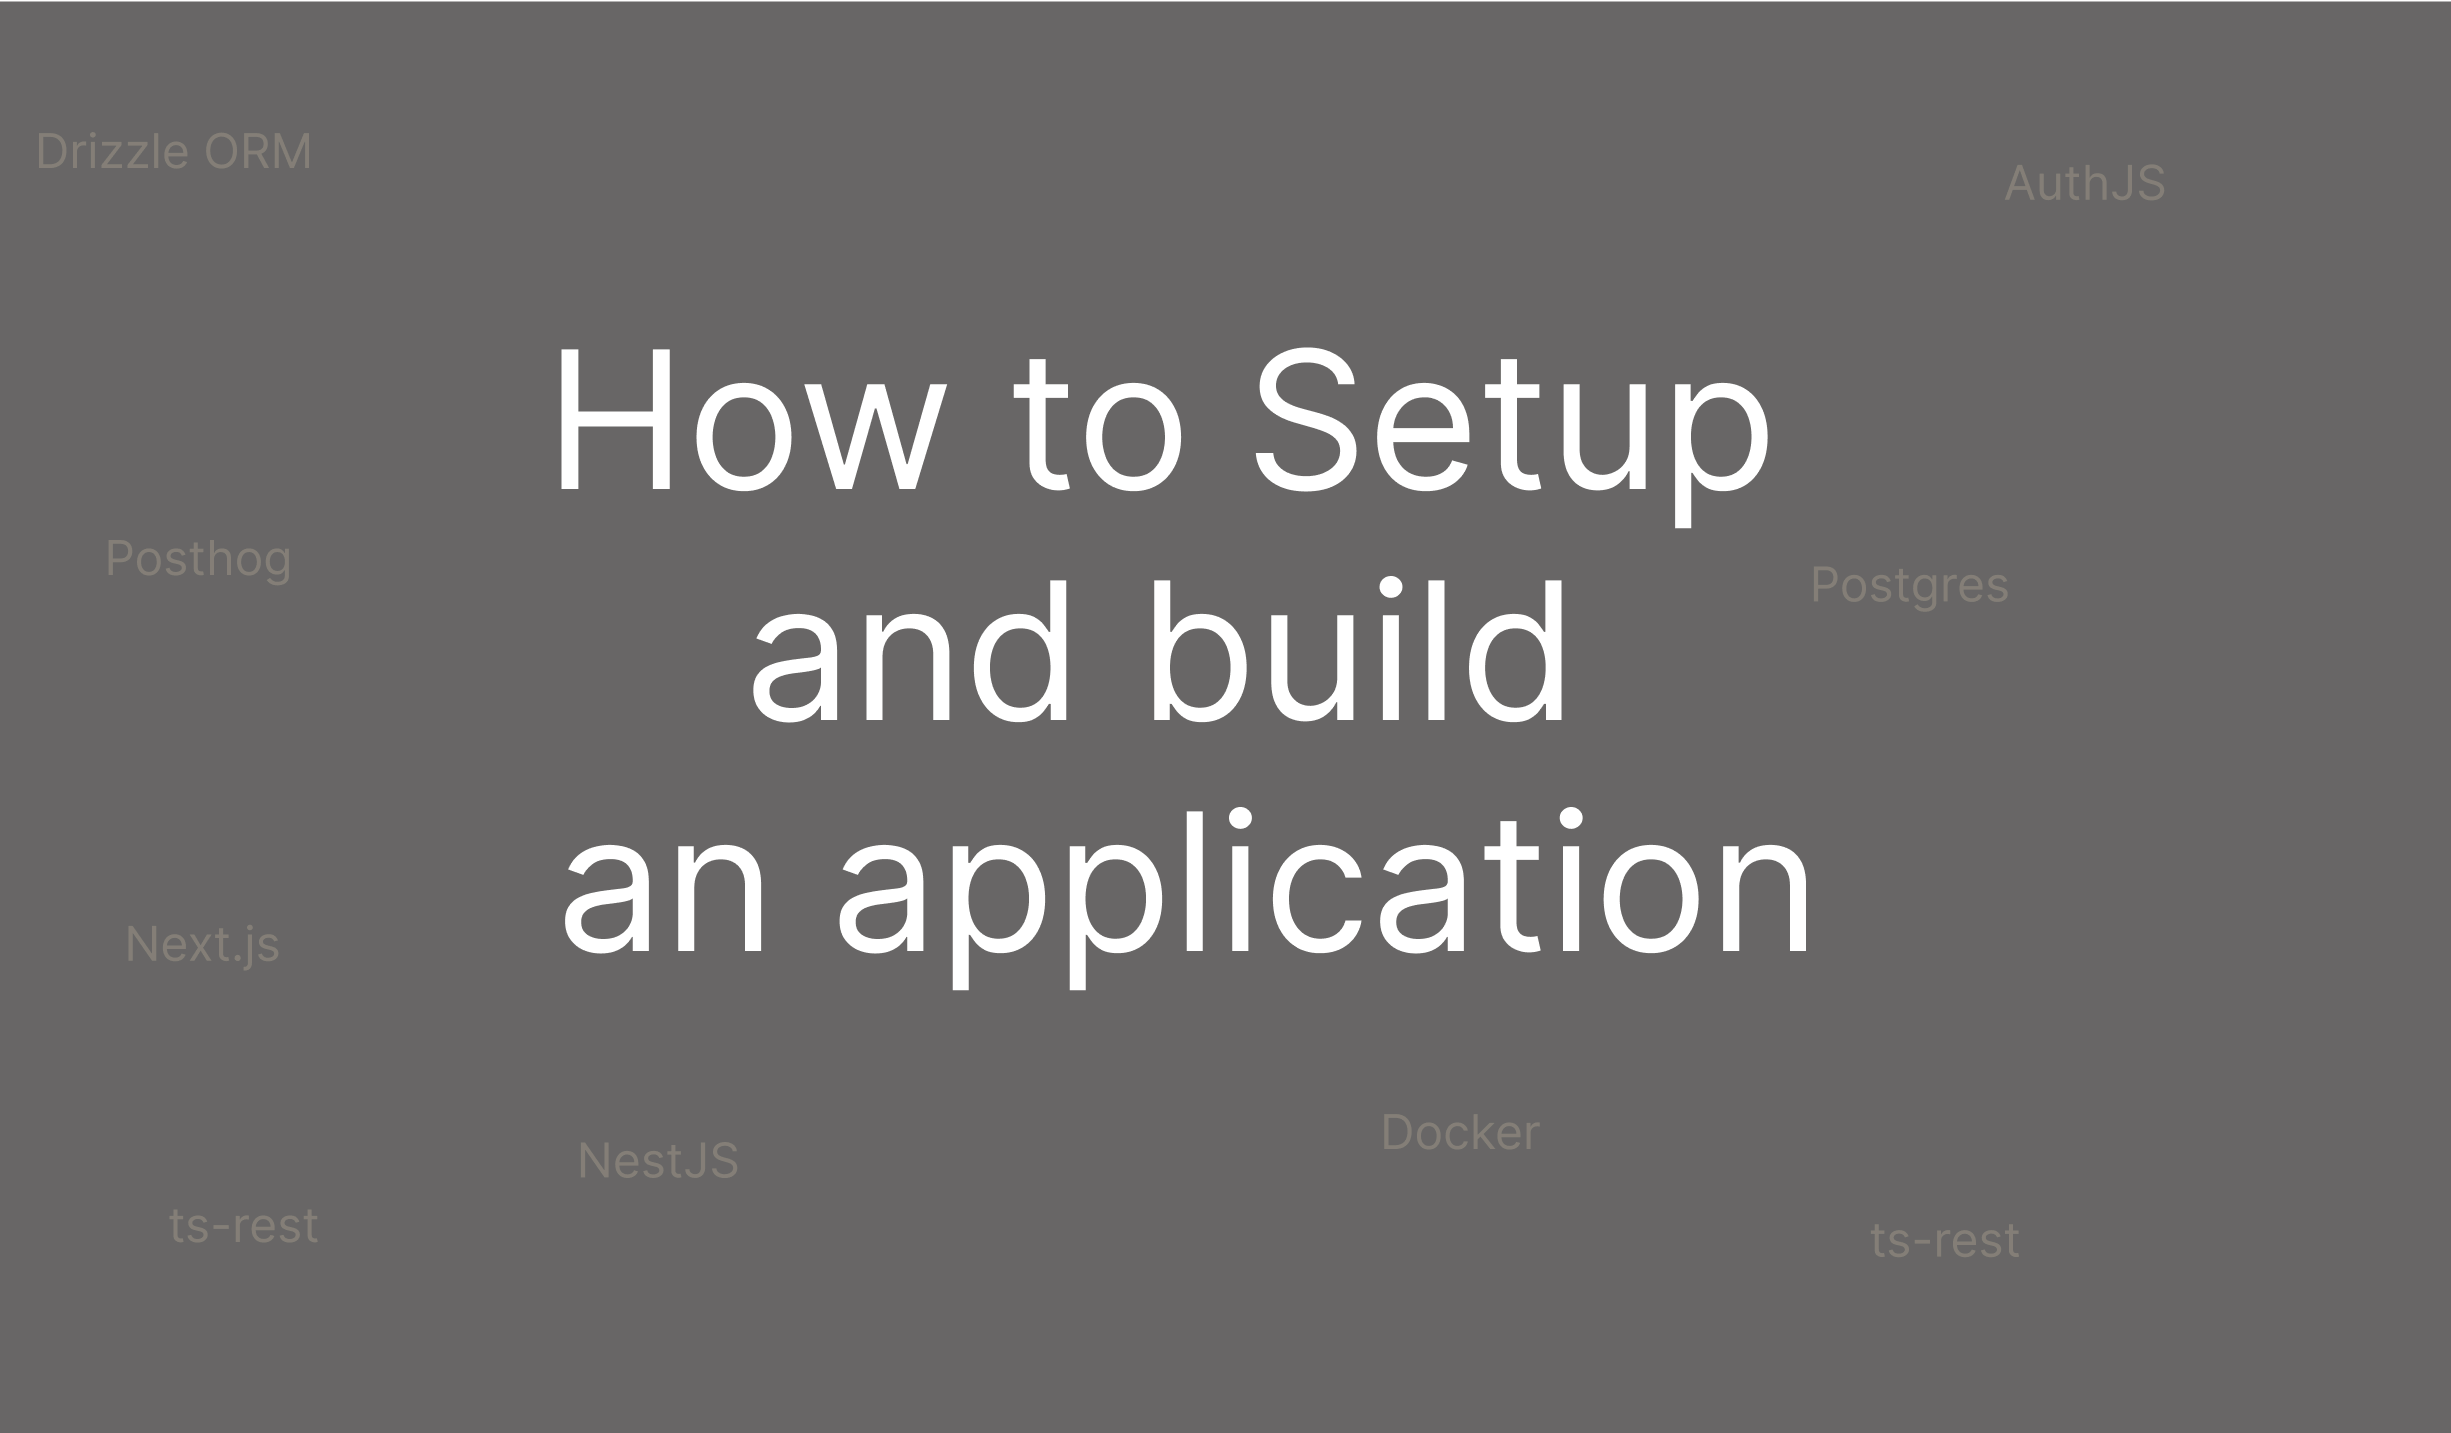 Drizzle ORM
AuthJS
How to Setup
and build
an application
Posthog
Postgres
Next.js
NestJS
Docker
ts-rest
ts-rest